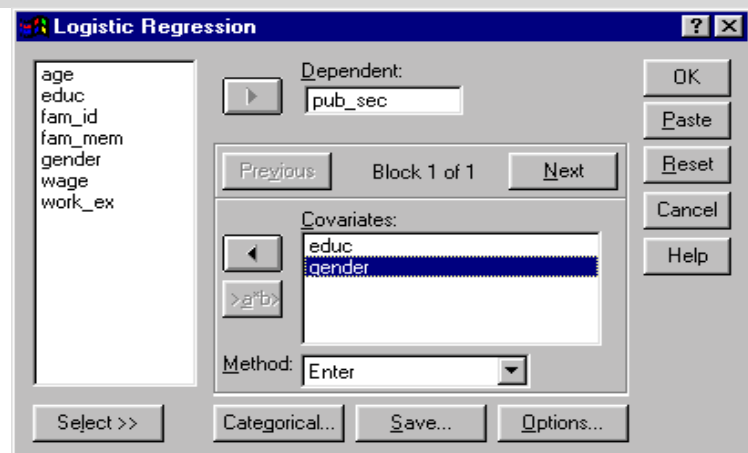 Logistic Regression
age
educ
fam_id
fam_mem
gender
wage
work_ex
Dependent:
pub_sec
Previous
Block 1 of 1
Next
Covariates:
educ
gender
>a*b>
Method:
Enter
OK
Paste
Reset
Cancel
Help
Select >>
Categorical...
Save...
Options...